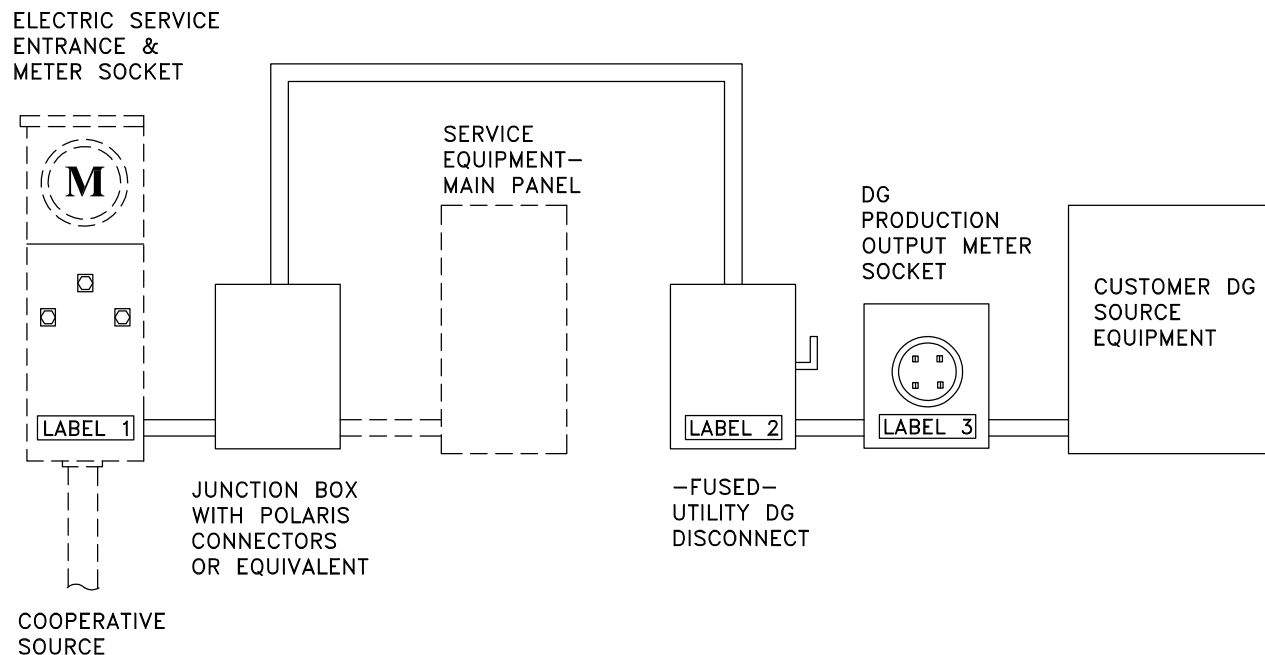 ELECTRIC SERVICE
ENTRANCE &
METER SOCKET
M
LABEL 1
COOPERATIVE
SOURCE
JUNCTION BOX
WITH POLARIS
CONNECTORS
OR EQUIVALENT
SERVICE
EQUIPMENT–
MAIN PANEL
LABEL 2
–FUSED–
UTILITY DG
DISCONNECT
DG
PRODUCTION
OUTPUT METER
SOCKET
LABEL 3
CUSTOMER DG
SOURCE
EQUIPMENT